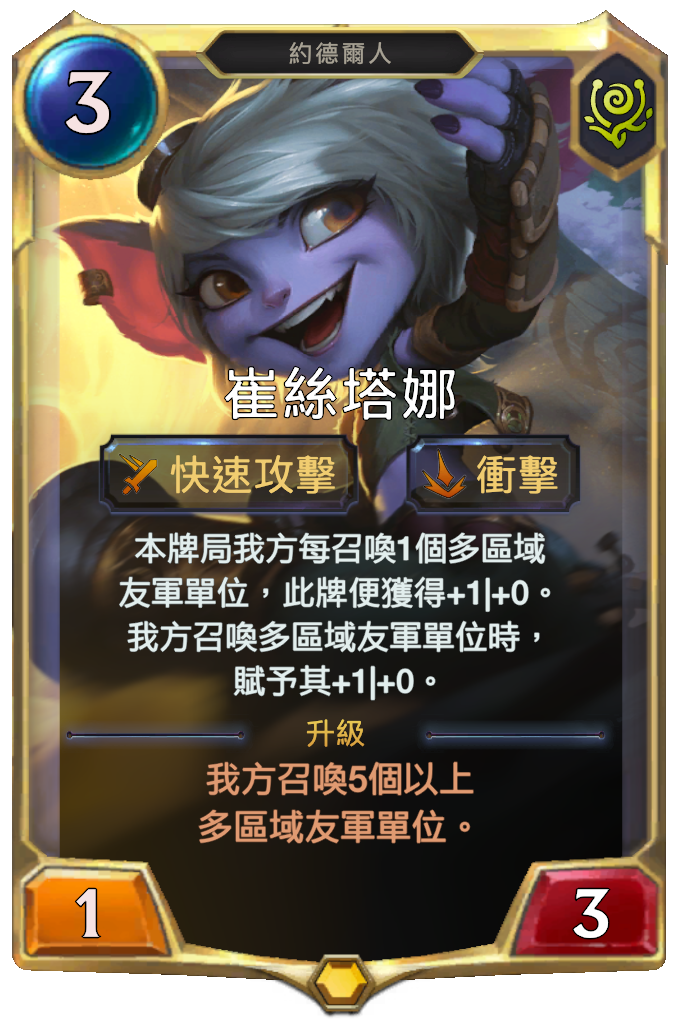 約德爾人
3
崔絲塔娜
快速攻擊 衝擊
本牌局我方每召喚1個多區域
友軍單位，此牌便獲得+1|+0。
我方召喚多區域友軍單位時，
賦予其+1|+0。
升級
我方召喚5個以上
多區域友軍單位。
1 3